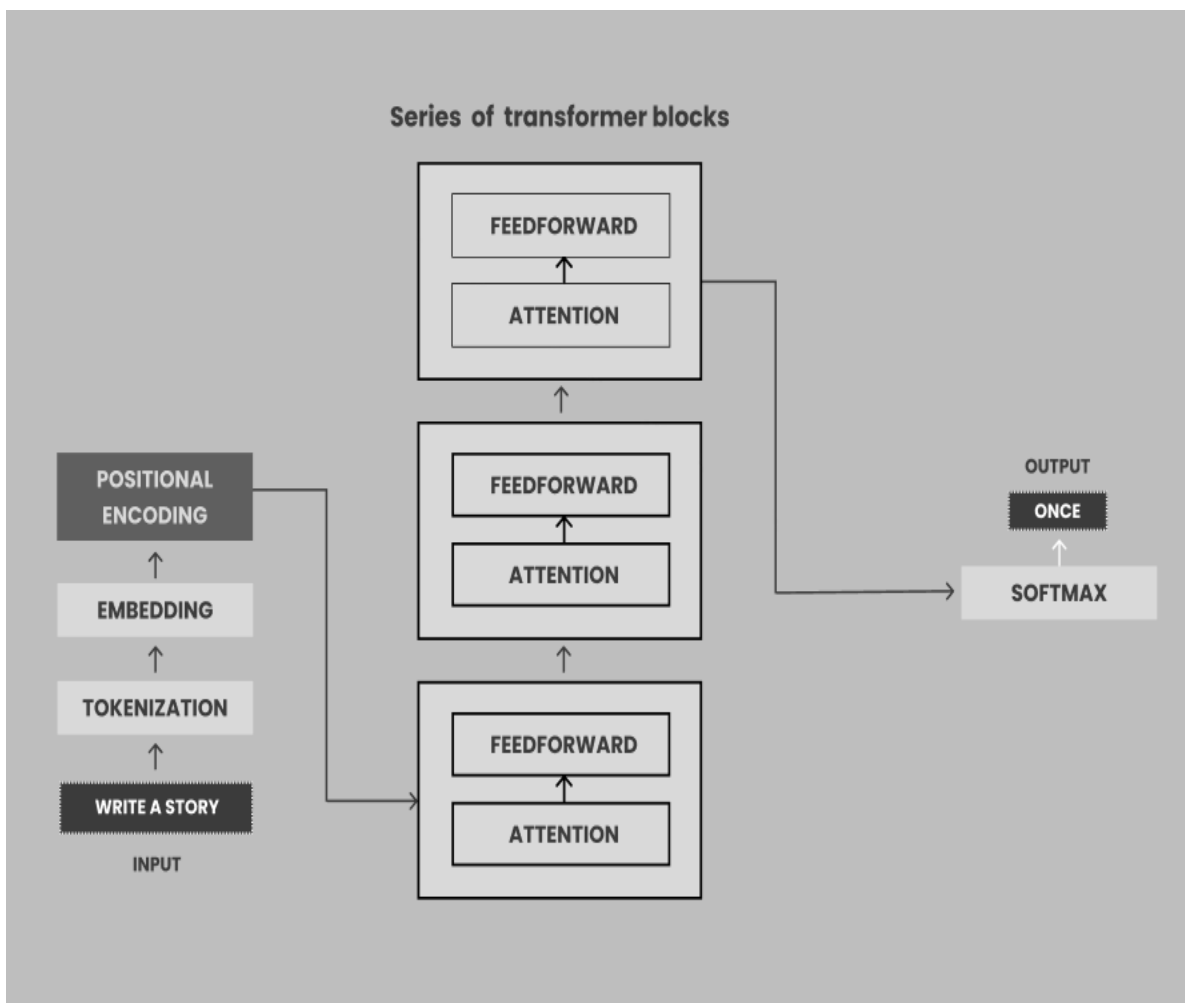 Series of transformer blocks
FEEDFORWARD
ATTENTION
FEEDFORWARD
ATTENTION
FEEDFORWARD
ATTENTION
POSITIONAL
ENCODING
EMBEDDING
TOKENIZATION
WRITE A STORY
INPUT
OUTPUT
ONCE
SOFTMAX